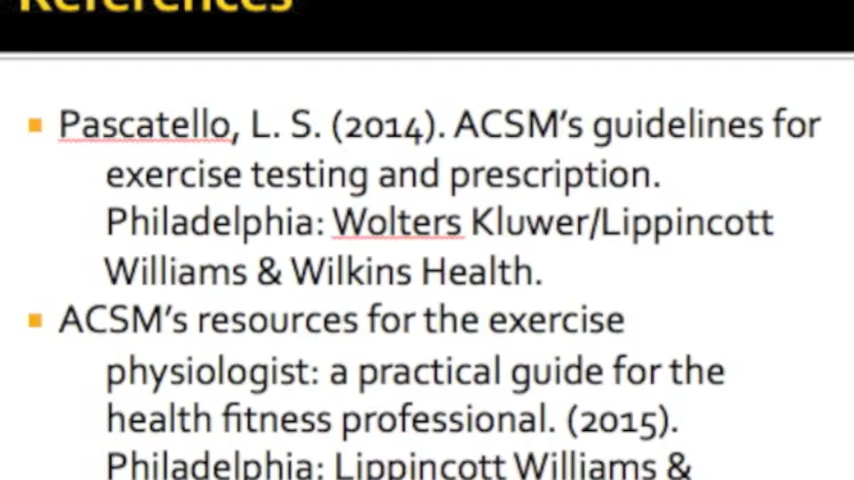 References
Pascatello, L. S. (2014). ACSM's guidelines for
exercise testing and prescription.
Philadelphia: Wolters Kluwer/Lippincott
Williams & Wilkins Health.
ACSM's resources for the exercise
physiologist: a practical guide for the
health fitness professional. (2015).
Philadelphia: Lippincott Williams &